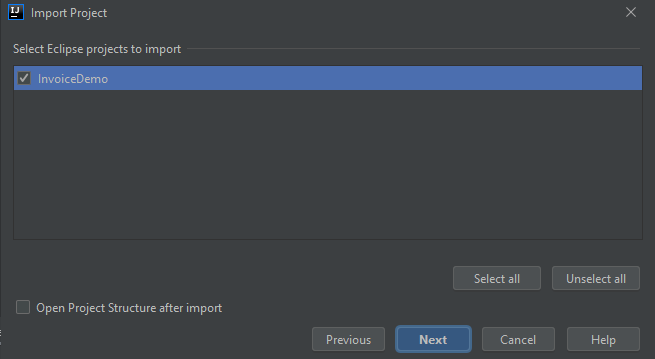 IJ Import Project
Select Eclipse projects to import
InvoiceDemo
Select all Unselect all
Open Project Structure after import
Previous Next Cancel Help